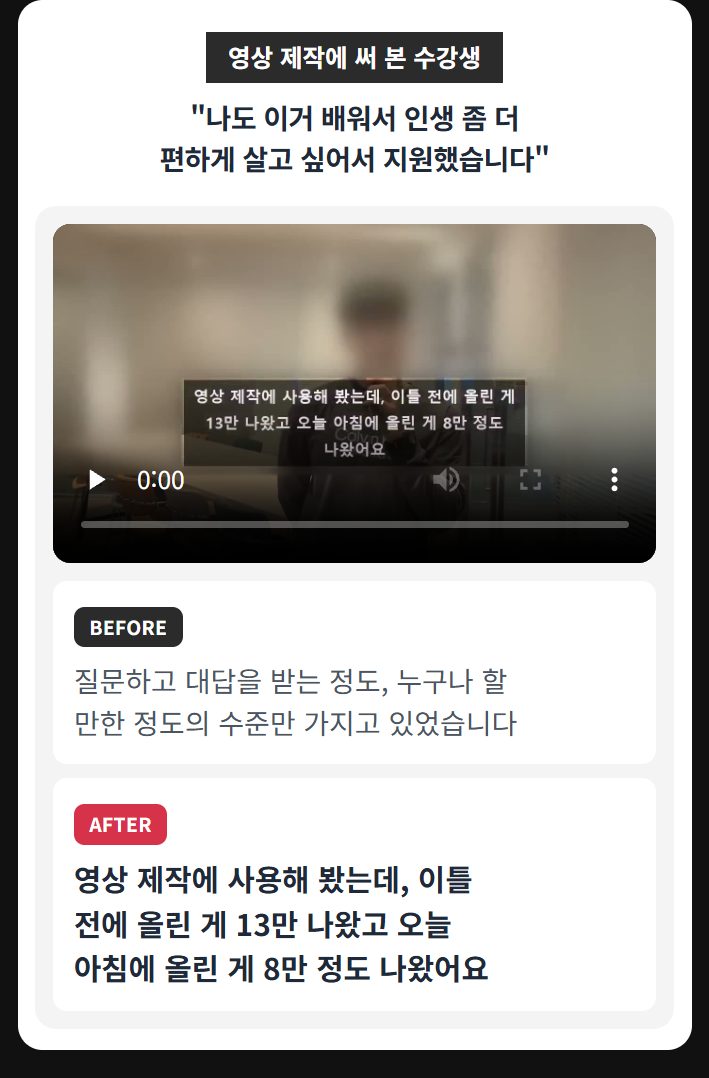 영상 제작에 써 본 수강생
"나도 이거 배워서 인생 좀 더
편하게 살고 싶어서 지원했습니다"
영상 제작에 사용해 봤는데, 이틀 전에 올린 게
13만 나왔고 오늘 아침에 올린 게 8만 정도
나왔어요
0:00
BEFORE
질문하고 대답을 받는 정도, 누구나 할
만한 정도의 수준만 가지고 있었습니다
AFTER
영상 제작에 사용해 봤는데, 이틀
전에 올린 게 13만 나왔고 오늘
아침에 올린 게 8만 정도 나왔어요